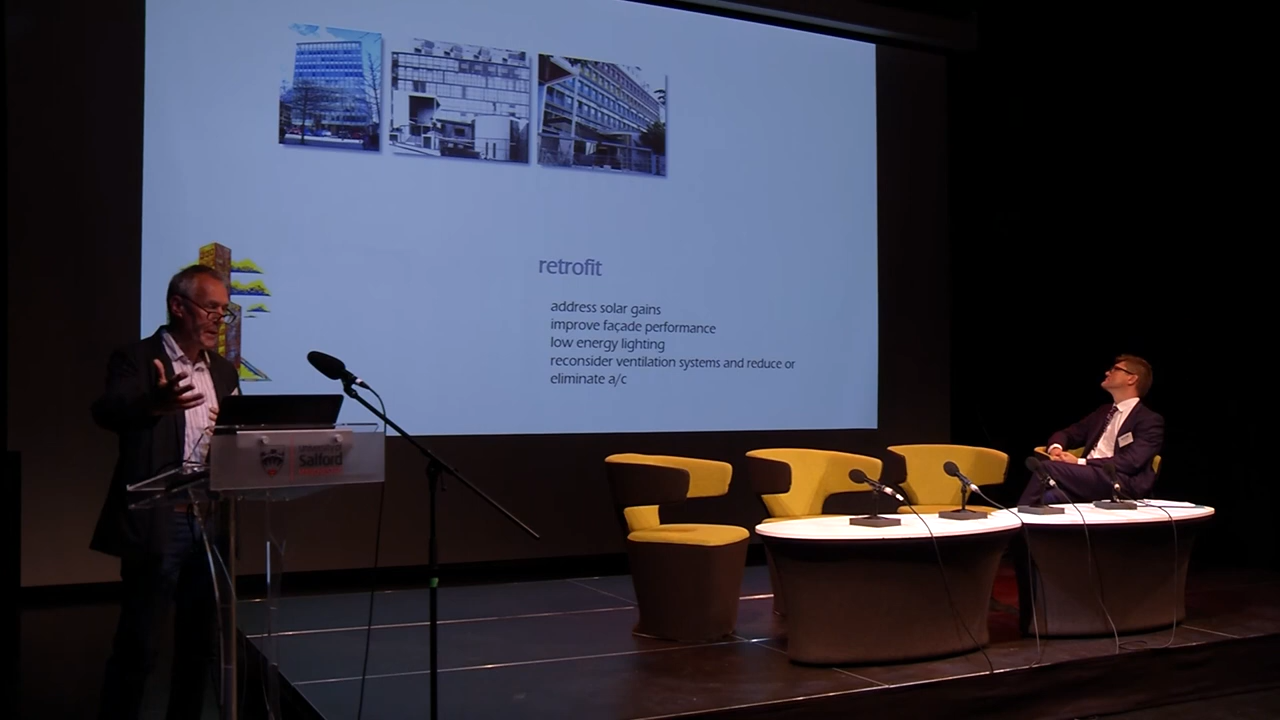 retrofit
address solar gains
improve façade performance
low energy lighting
reconsider ventilation systems and reduce or
eliminate a/c
Salford